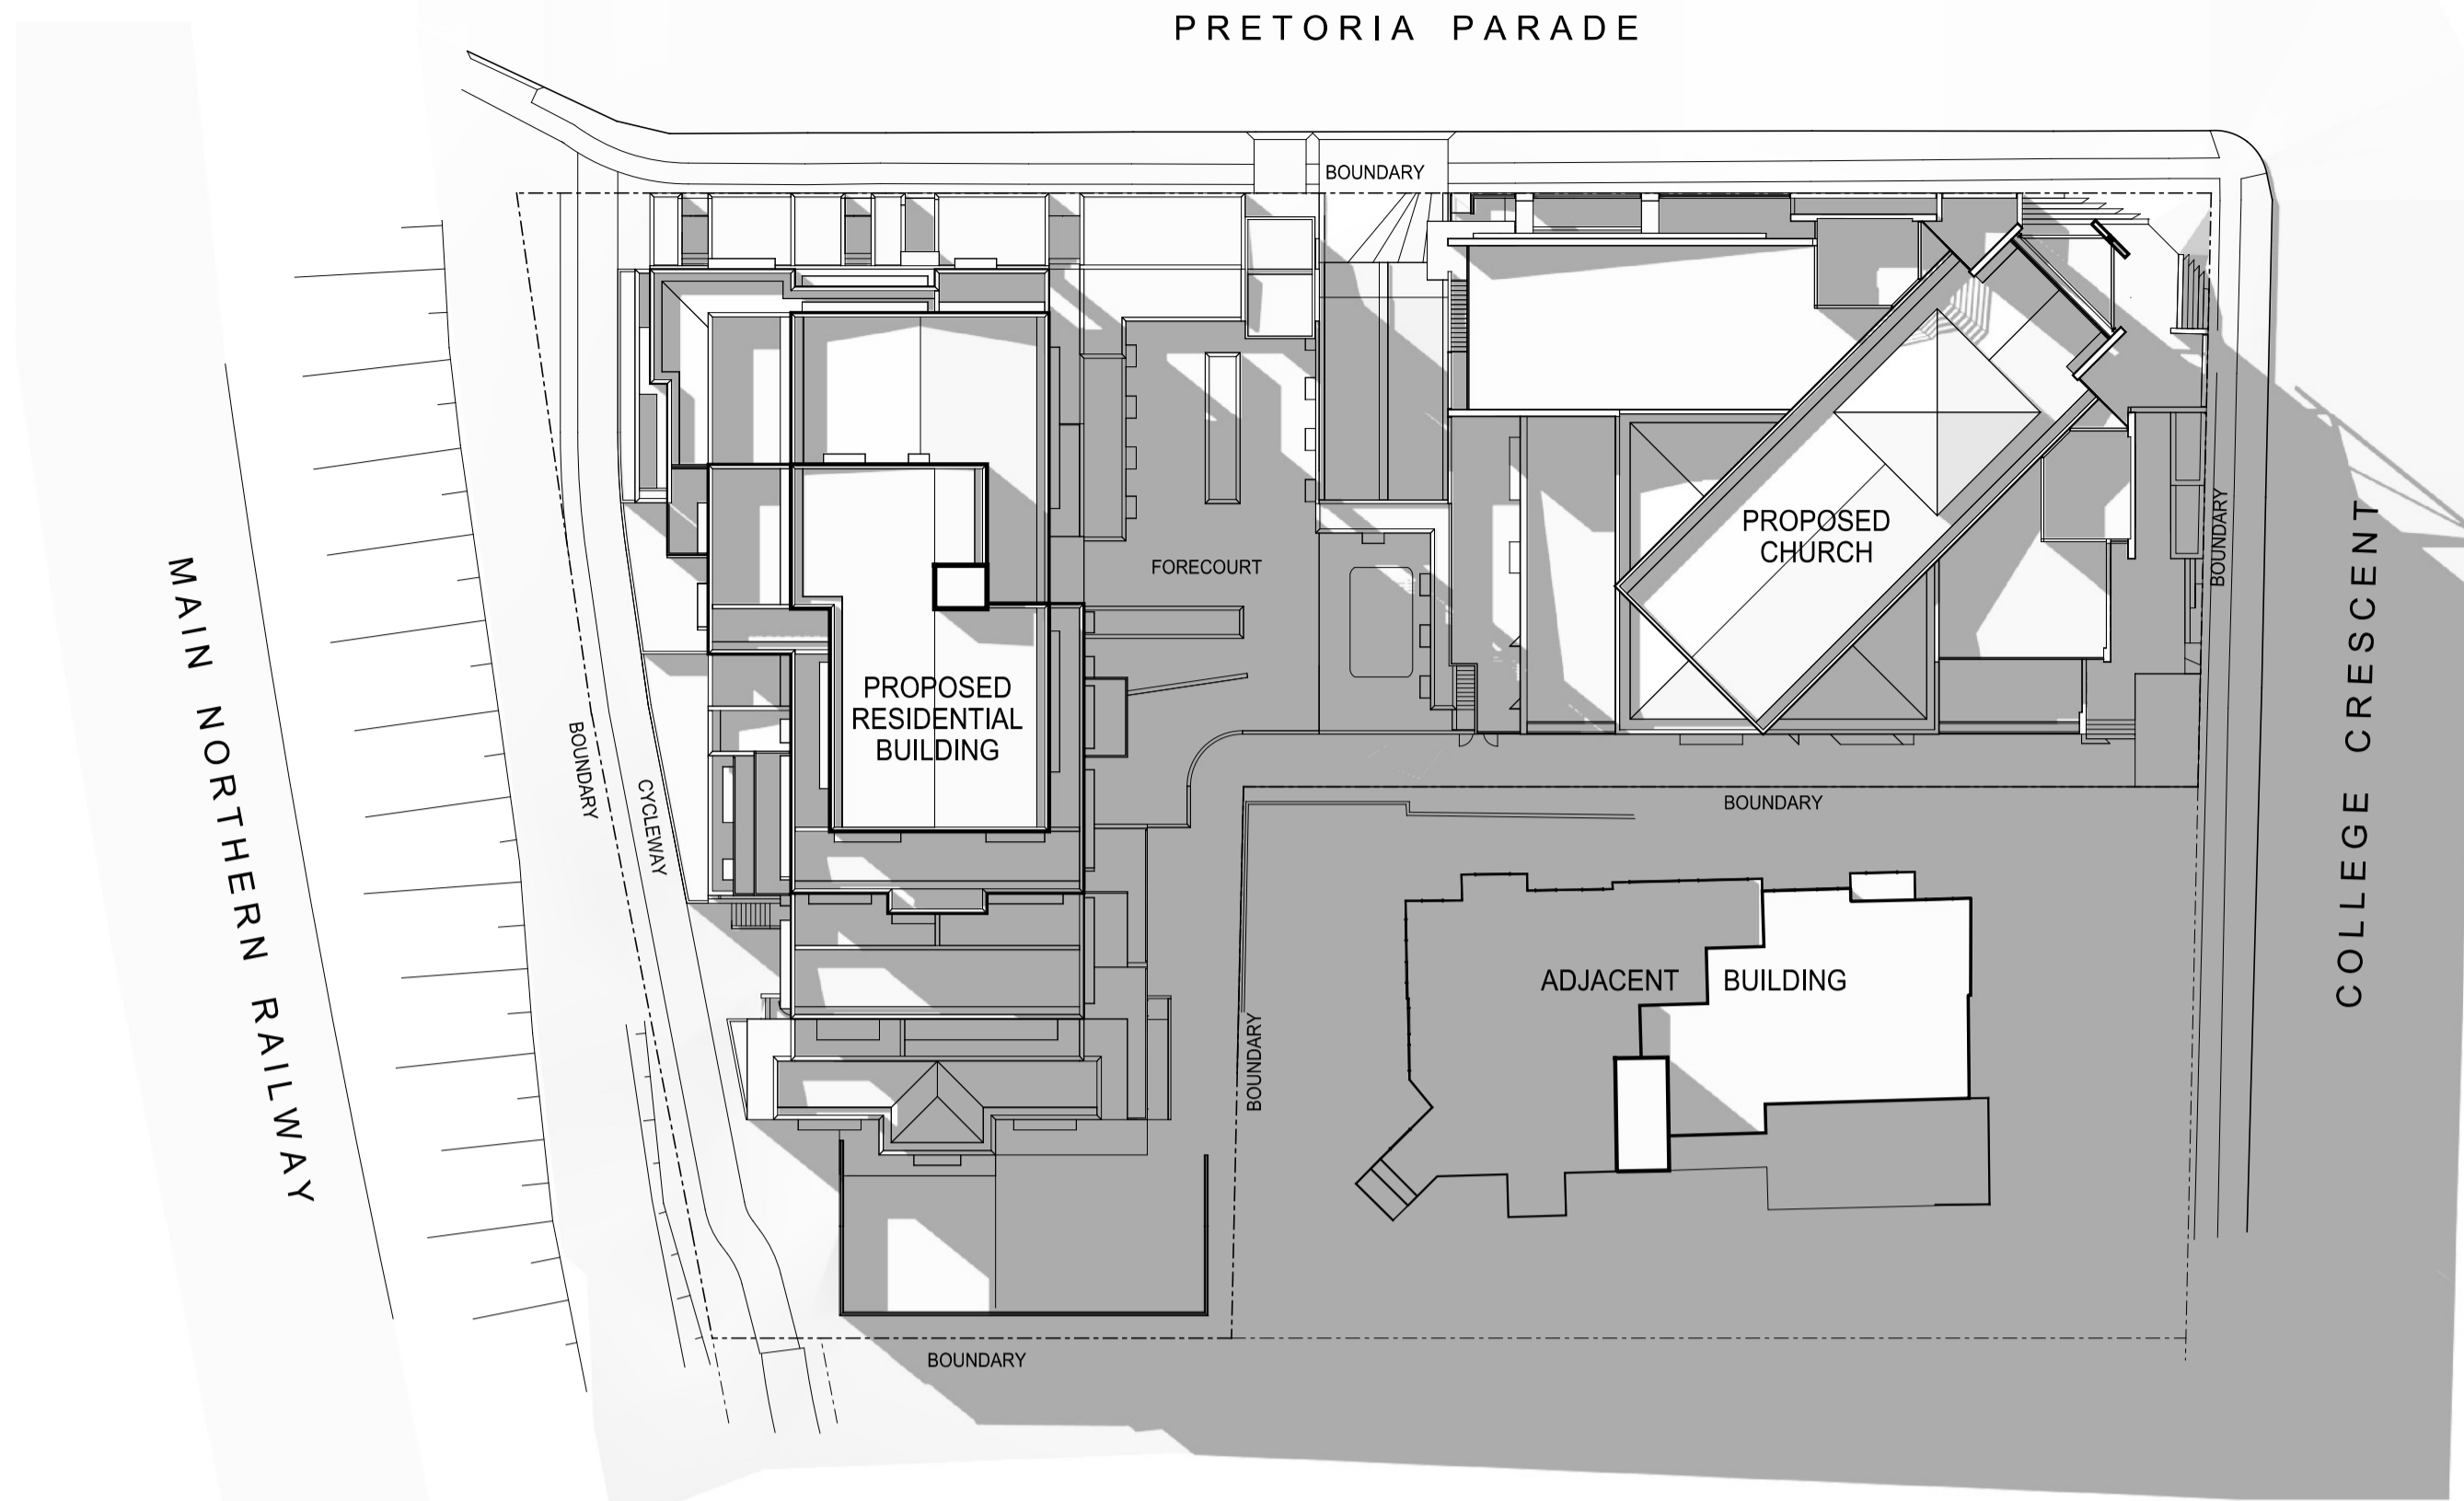 PRETORIA PARADE
BOUNDARY
PROPOSED
CHURCH
BOUNDARY
FORECOURT
COLLEGE CRESCENT
MAIN NORTHERN RAILWAY
PROPOSED
RESIDENTIAL
BUILDING
BOUNDARY
CYCLEWAY
BOUNDARY
ADJACENT BUILDING
BOUNDARY
BOUNDARY